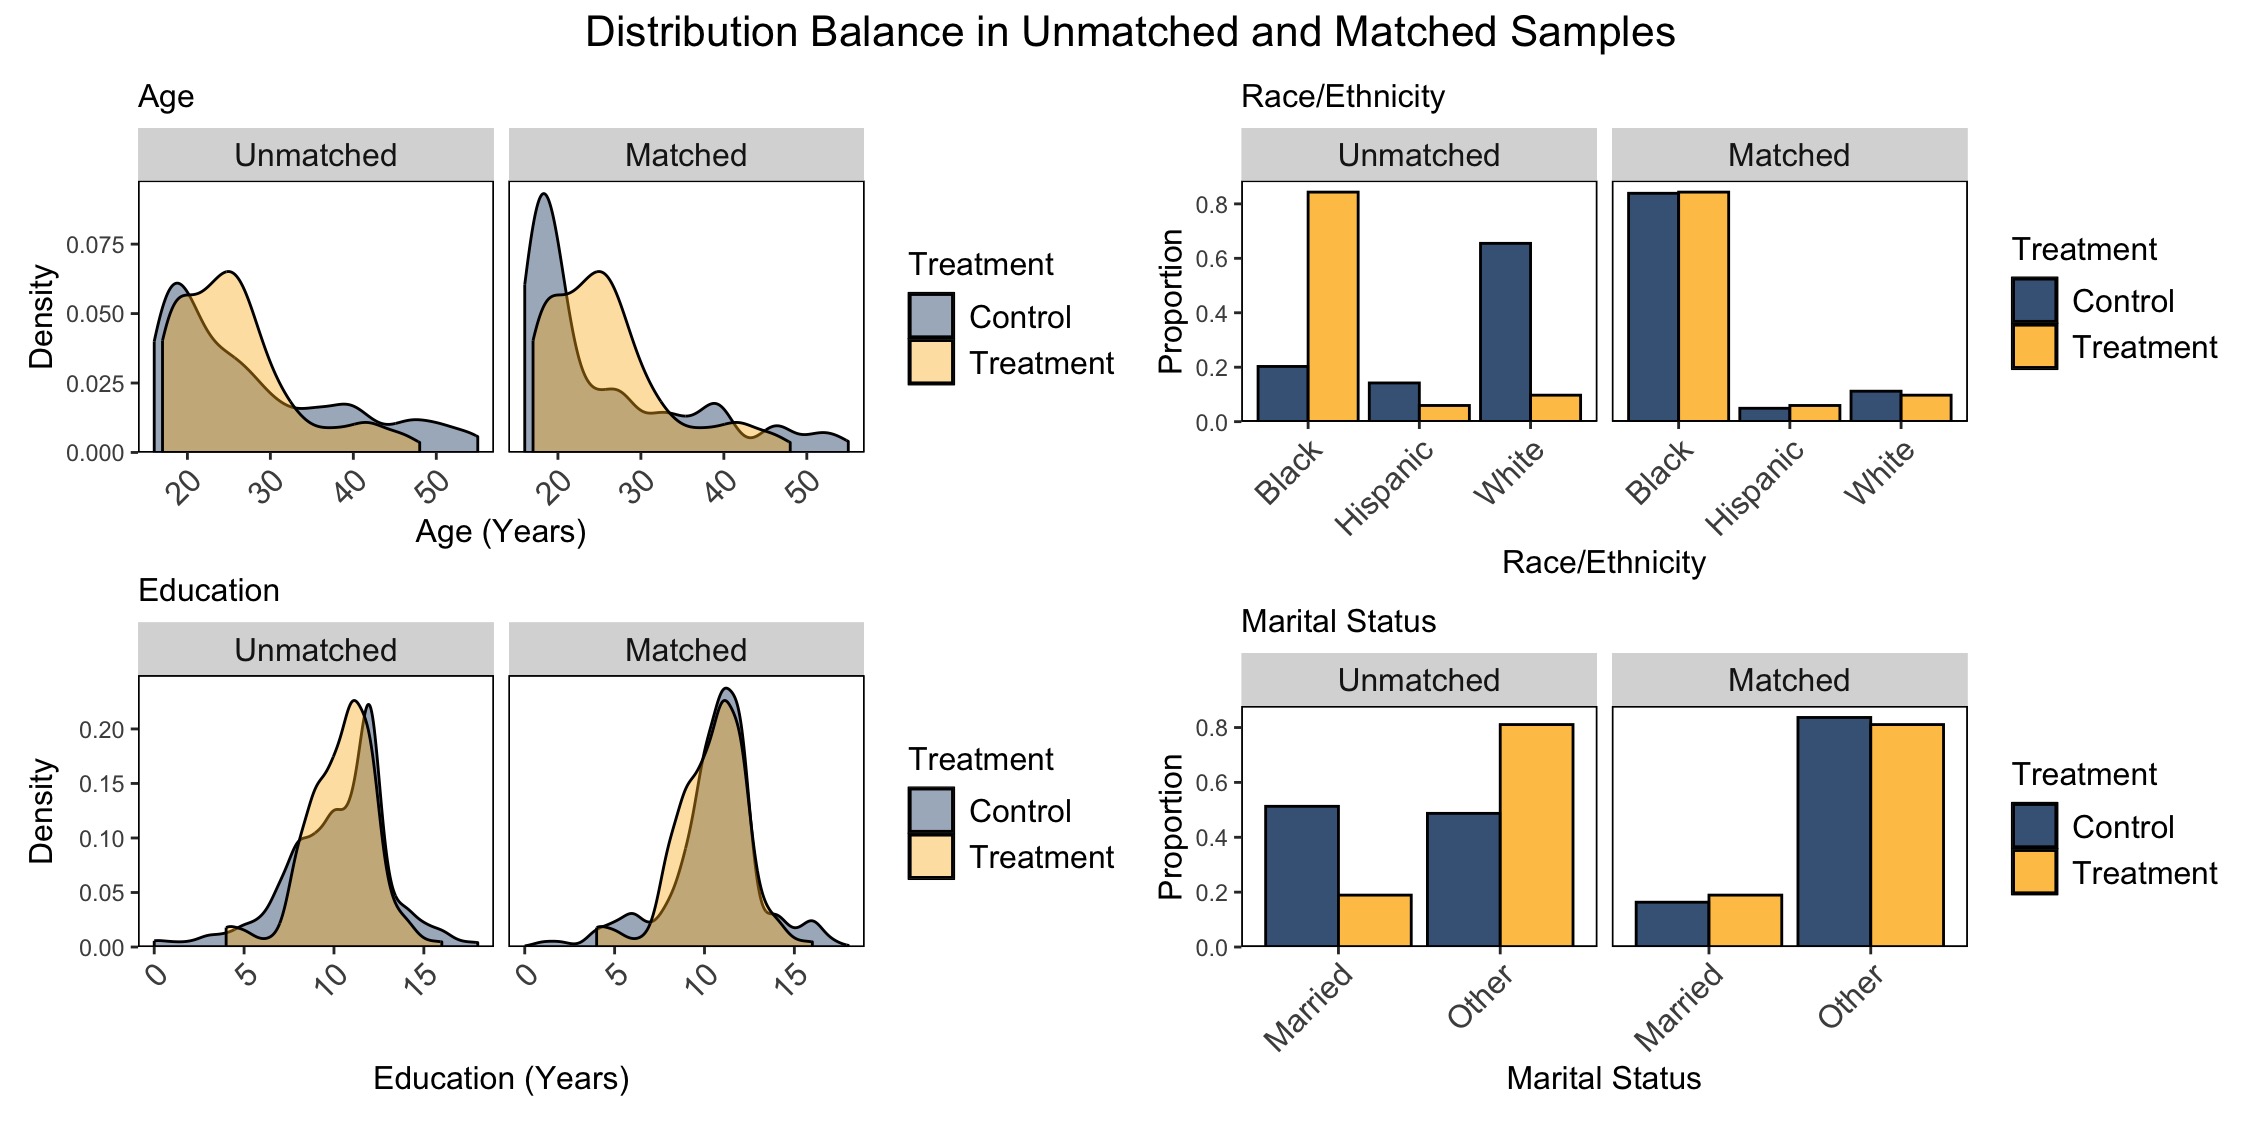 Distribution Balance in Unmatched and Matched Samples
Age
Unmatched
Matched
Density
0.075
0.050
0.025
0.000
20 30 40 50
20 30 40 50
Age (Years)
Treatment
Control
Treatment
Race/Ethnicity
Unmatched
Matched
Proportion
0.8
0.6
0.4
0.2
0.0
Black Hispanic White
Black Hispanic White
Race/Ethnicity
Treatment
Control
Treatment
Education
Unmatched
Matched
Density
0.20
0.15
0.10
0.05
0.00
0 5 10 15
0 5 10 15
Education (Years)
Treatment
Control
Treatment
Marital Status
Unmatched
Matched
Proportion
0.8
0.6
0.4
0.2
0.0
Married Other
Married Other
Marital Status
Treatment
Control
Treatment